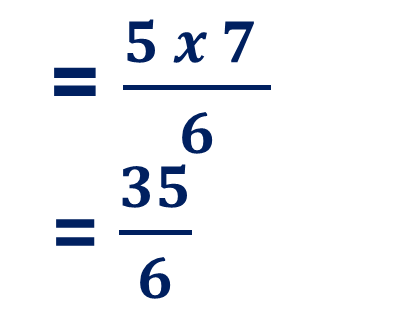 = 5 x 7 / 6
= 35 / 6